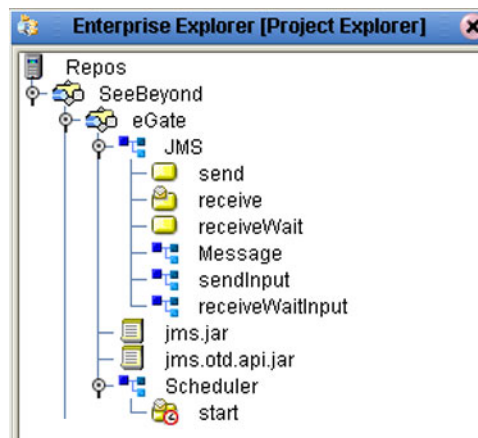 Enterprise Explorer [Project Explorer]
Repos
SeeBeyond
eGate
JMS
send
receive
receiveWait
Message
sendInput
receiveWaitInput
jms.jar
jms.otd.api.jar
Scheduler
start